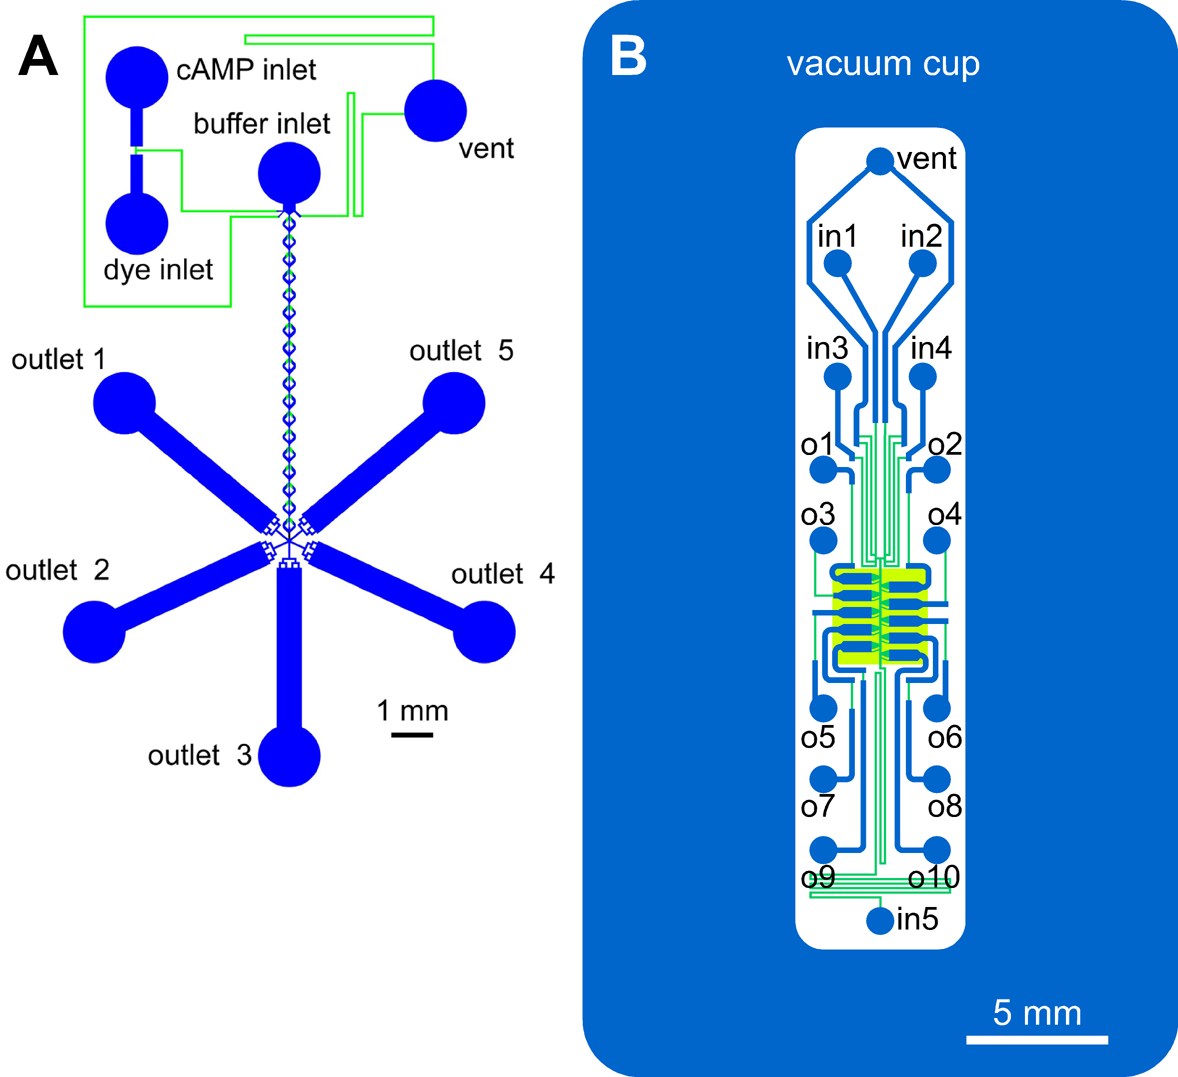 A
cAMP inlet
buffer inlet
vent
dye inlet
outlet 1
outlet 5
outlet 2
outlet 4
1 mm
outlet 3
B
vacuum cup
vent
in1
in2
in3
in4
o1
o2
o3
o4
o5
o6
o7
o8
o9
o10
in5
5 mm